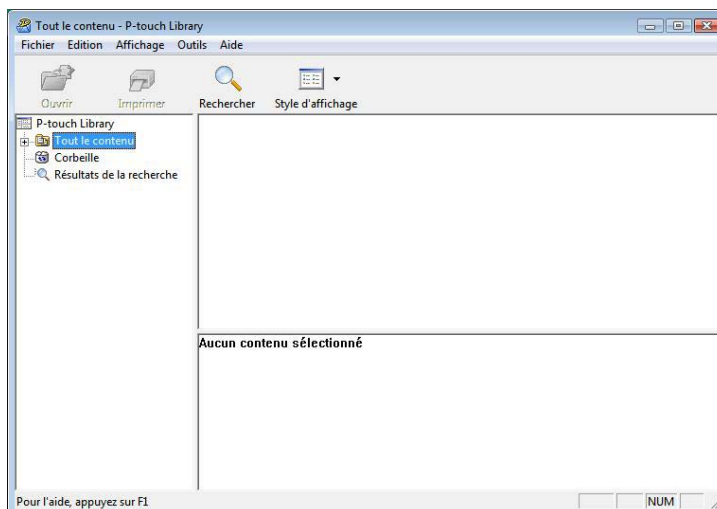 Tout le contenu - P-touch Library
Fichier Edition Affichage Outils Aide
Ouvrir Imprimer Rechercher Style d'affichage
P-touch Library
Tout le contenu
Corbeille
Résultats de la recherche
Aucun contenu sélectionné
Pour l'aide, appuyez sur F1 NUM